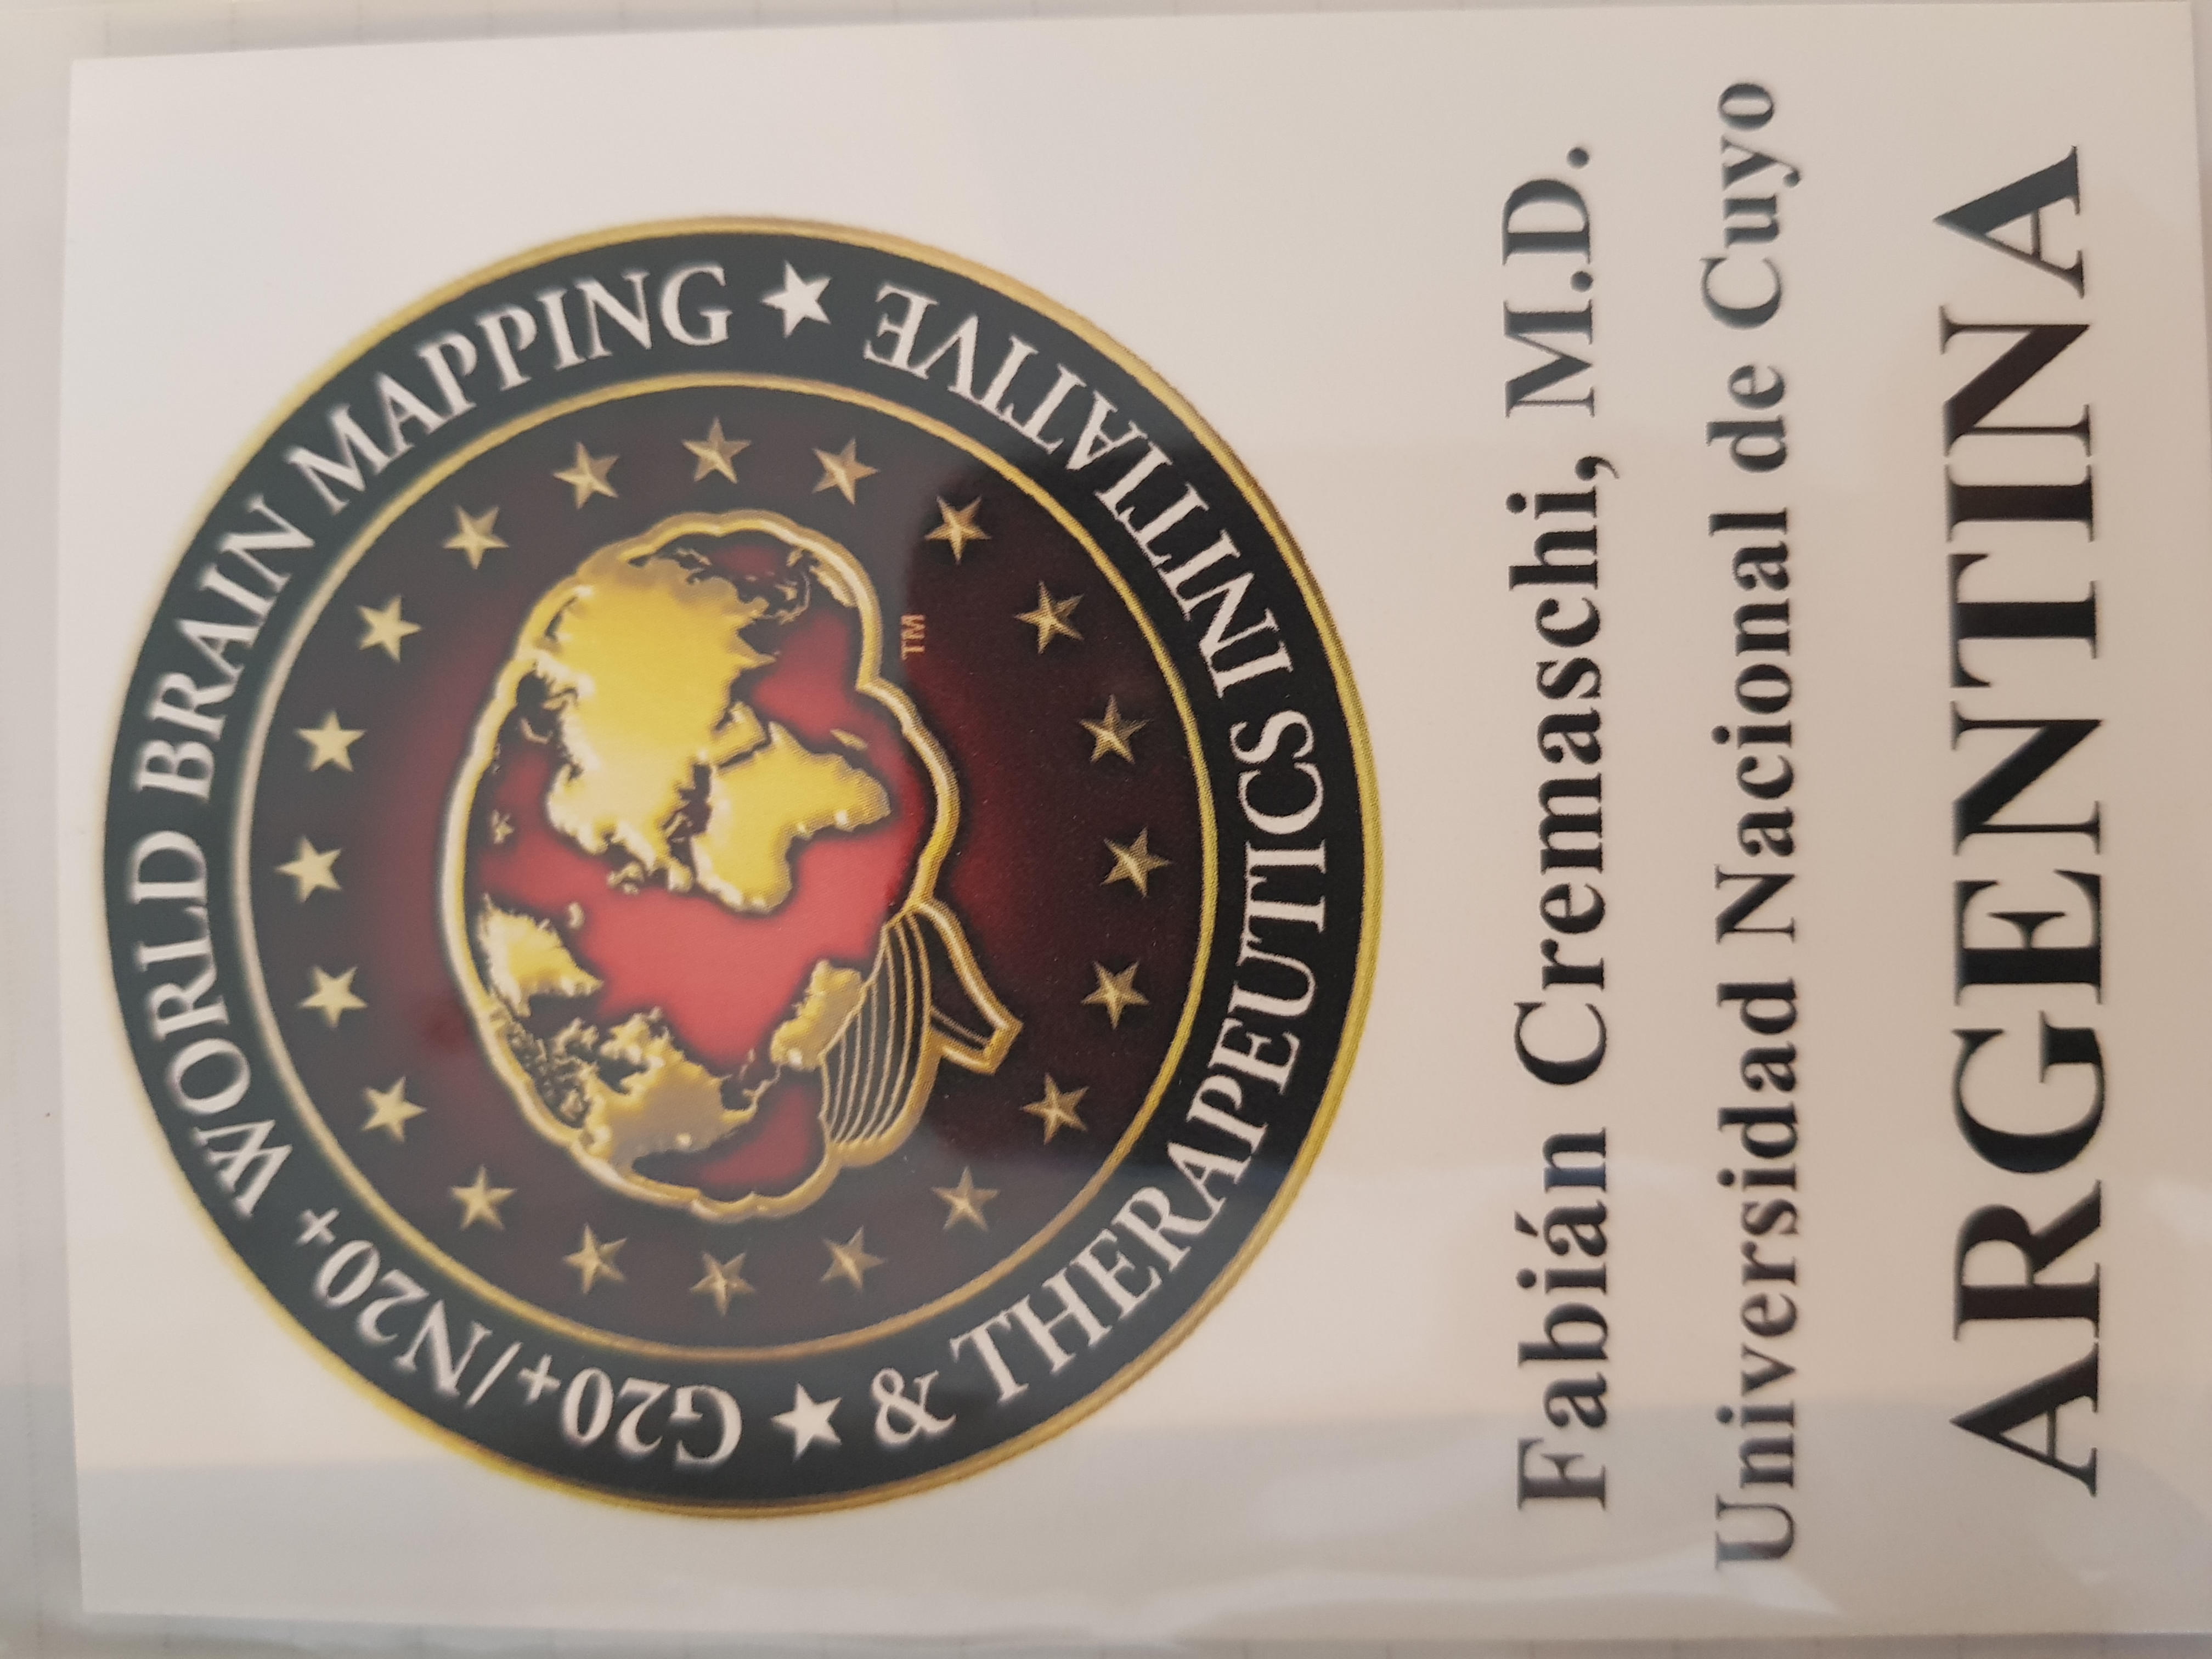 G20+/N20+ WORLD BRAIN MAPPING
& THERAPEUTICS INITIATIVE
TM
Fabián Cremaschi, M.D.
Universidad Nacional de Cuyo
ARGENTINA